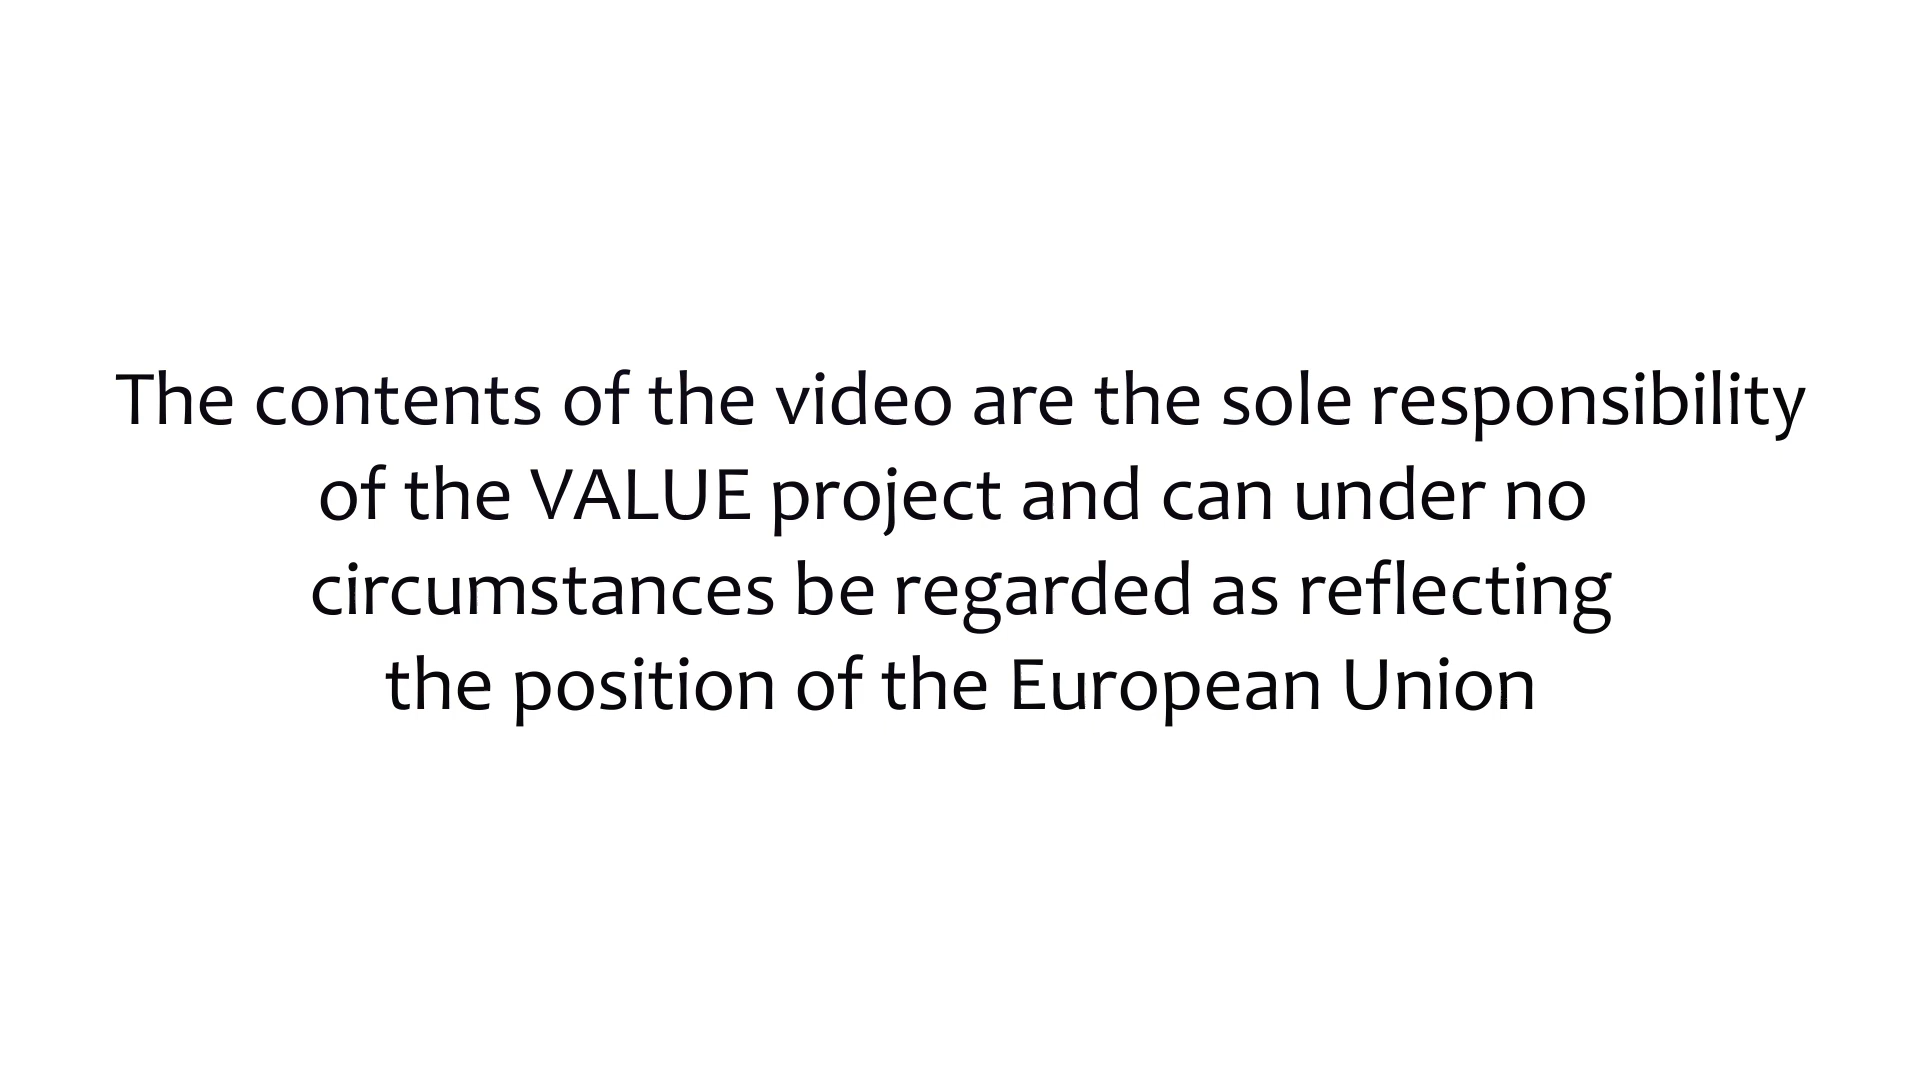 The contents of the video are the sole responsibility
of the VALUE project and can under no
circumstances be regarded as reflecting
the position of the European Union